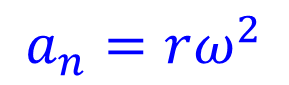 aₙ = rω²